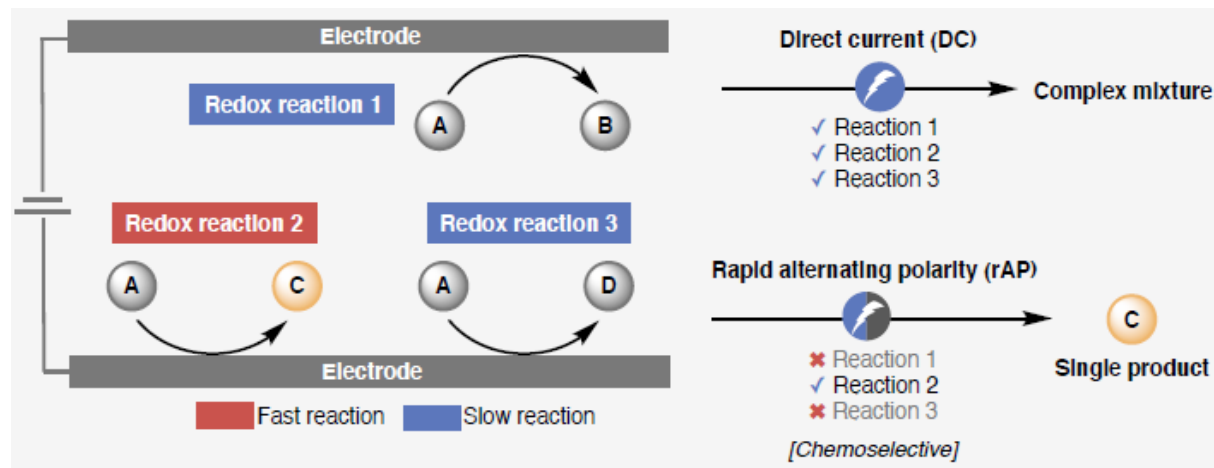 Electrode
Redox reaction 1
A
B
Redox reaction 2
Redox reaction 3
A
C
A
D
Electrode
Fast reaction
Slow reaction
Direct current (DC)
Complex mixture
✓ Reaction 1
✓ Reaction 2
✓ Reaction 3
Rapid alternating polarity (rAP)
C
Single product
✖ Reaction 1
✓ Reaction 2
✖ Reaction 3
[Chemoselective]